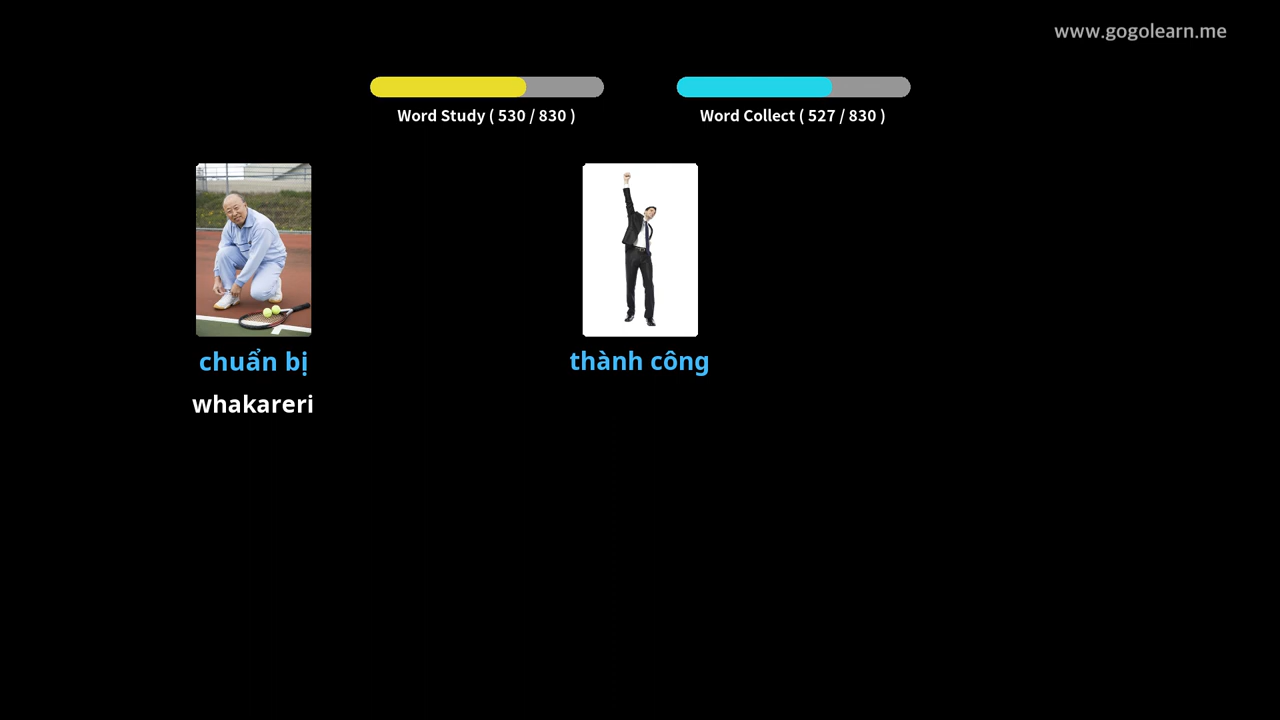 www.gogolearn.me
Word Study ( 530 / 830 )
Word Collect ( 527 / 830 )
chuẩn bị
thành công
whakareri